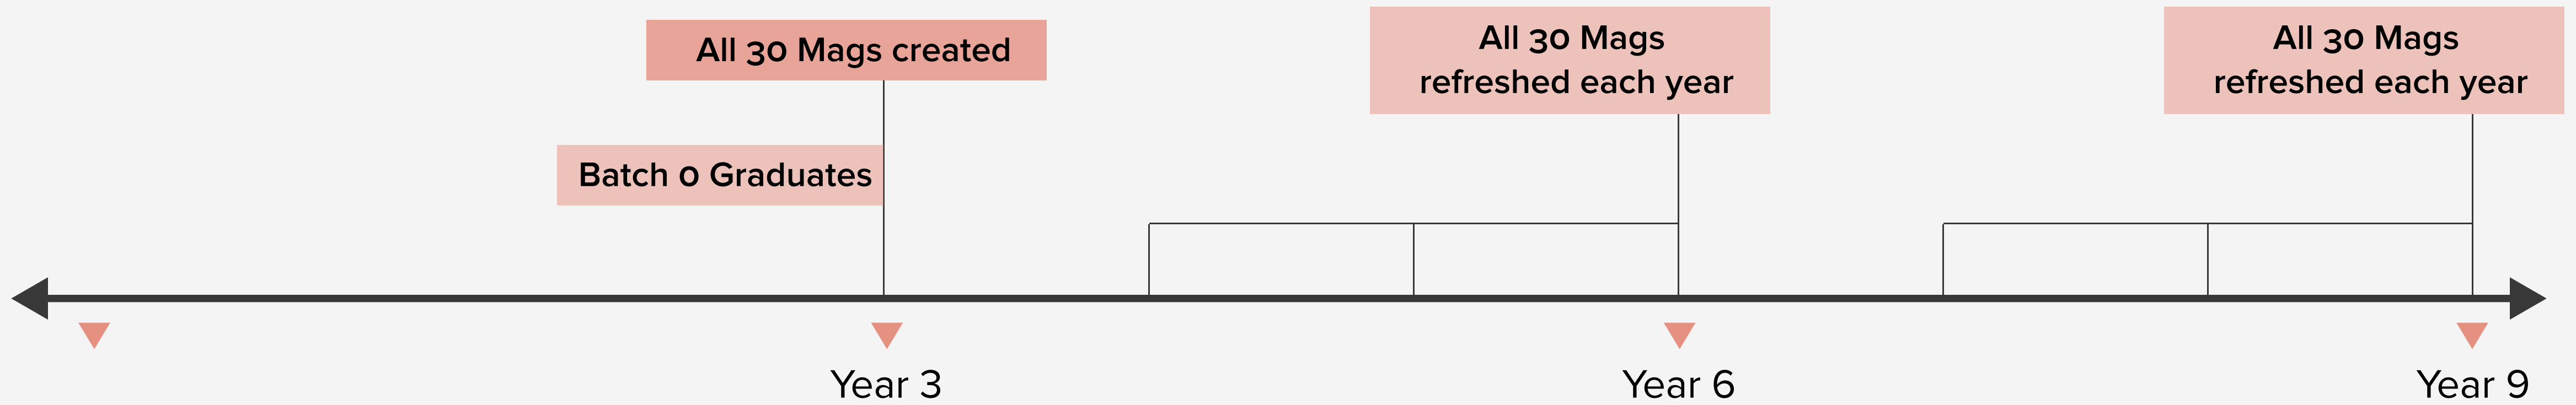 All 30 Mags created
All 30 Mags
refreshed each year
All 30 Mags
refreshed each year
Batch 0 Graduates
Year 3
Year 6
Year 9